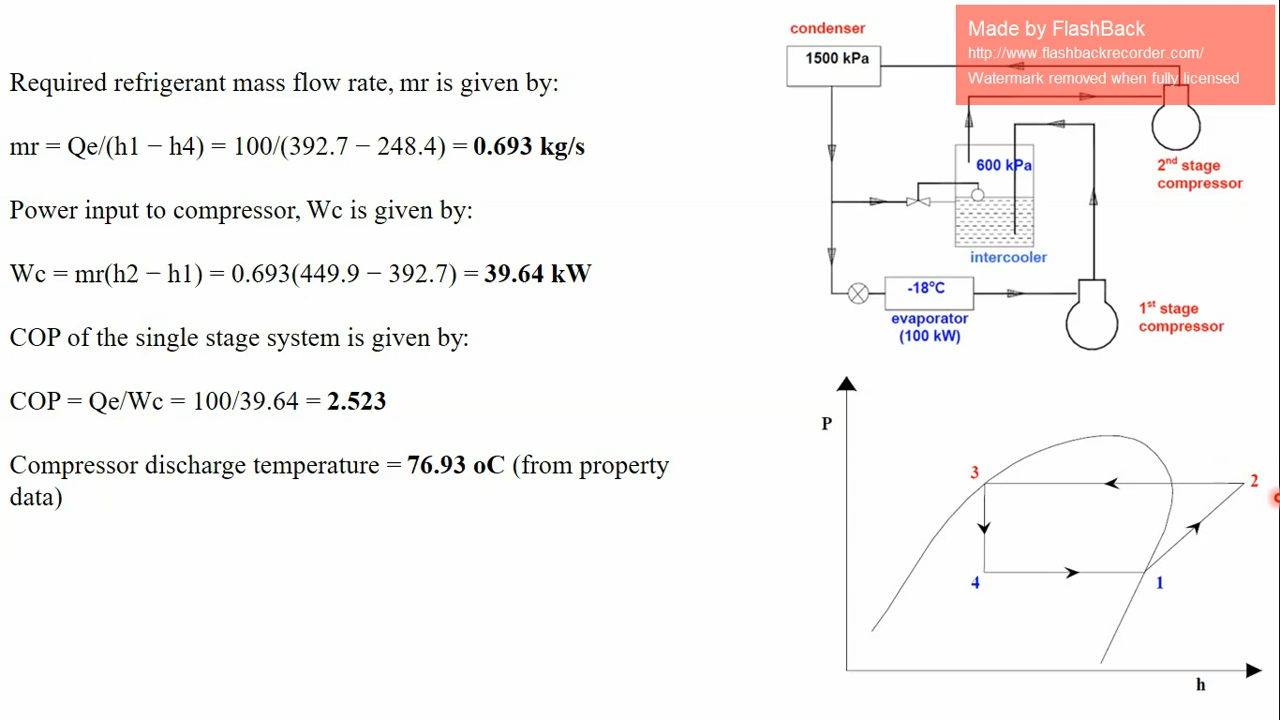 Required refrigerant mass flow rate, mr is given by:
mr = Qe/(h1 − h4) = 100/(392.7 − 248.4) = 0.693 kg/s
Power input to compressor, Wc is given by:
Wc = mr(h2 − h1) = 0.693(449.9 − 392.7) = 39.64 kW
COP of the single stage system is given by:
COP = Qe/Wc = 100/39.64 = 2.523
Compressor discharge temperature = 76.93 oC (from property
data)
condenser
1500 kPa
Made by FlashBack
http://www.flashbackrecorder.com/
Watermark removed when fully licensed
600 kPa
2nd stage
compressor
intercooler
-18°C
evaporator
(100 kW)
1st stage
compressor
P
3
2
4
1
h